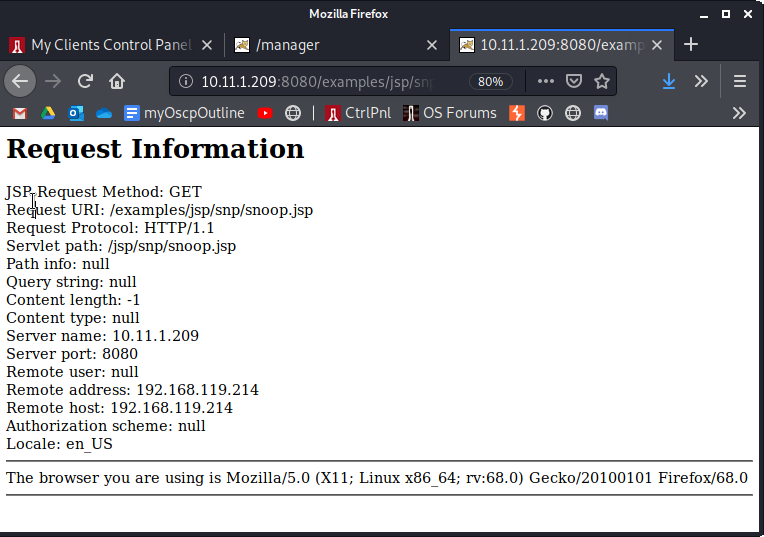 Mozilla Firefox
My Clients Control Panel
/manager
10.11.1.209:8080/examp
10.11.1.209:8080/examples/jsp/snp
80%
myOscpOutline
CtrlPnl
OS Forums
Request Information
JSP Request Method: GET
Request URI: /examples/jsp/snp/snoop.jsp
Request Protocol: HTTP/1.1
Servlet path: /jsp/snp/snoop.jsp
Path info: null
Query string: null
Content length: -1
Content type: null
Server name: 10.11.1.209
Server port: 8080
Remote user: null
Remote address: 192.168.119.214
Remote host: 192.168.119.214
Authorization scheme: null
Locale: en_US
The browser you are using is Mozilla/5.0 (X11; Linux x86_64; rv:68.0) Gecko/20100101 Firefox/68.0